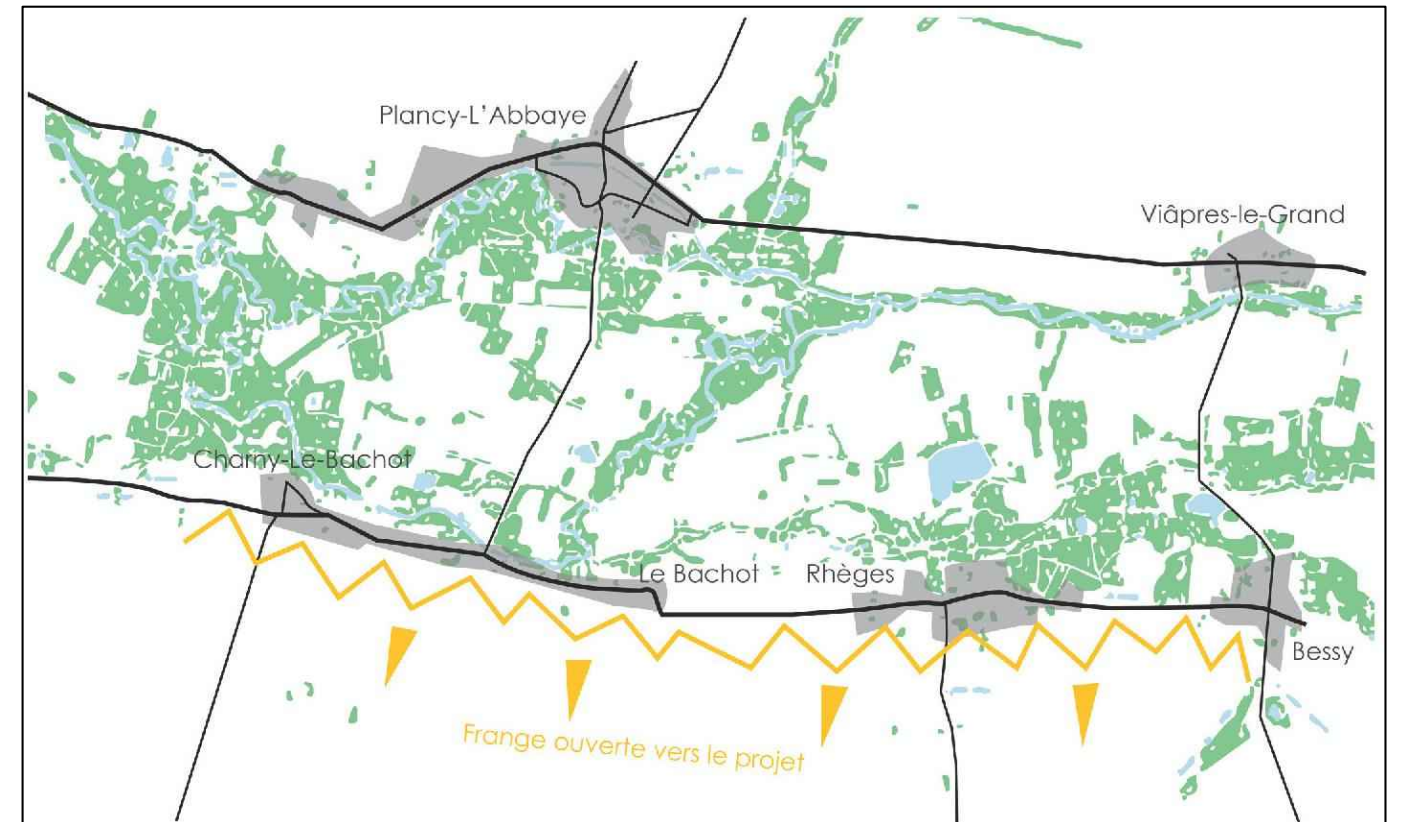 Plancy-L'Abbaye
Viâpres-le-Grand
Charny-Le-Bachot
Le Bachot
Rhèges
Bessy
Frange ouverte vers le projet